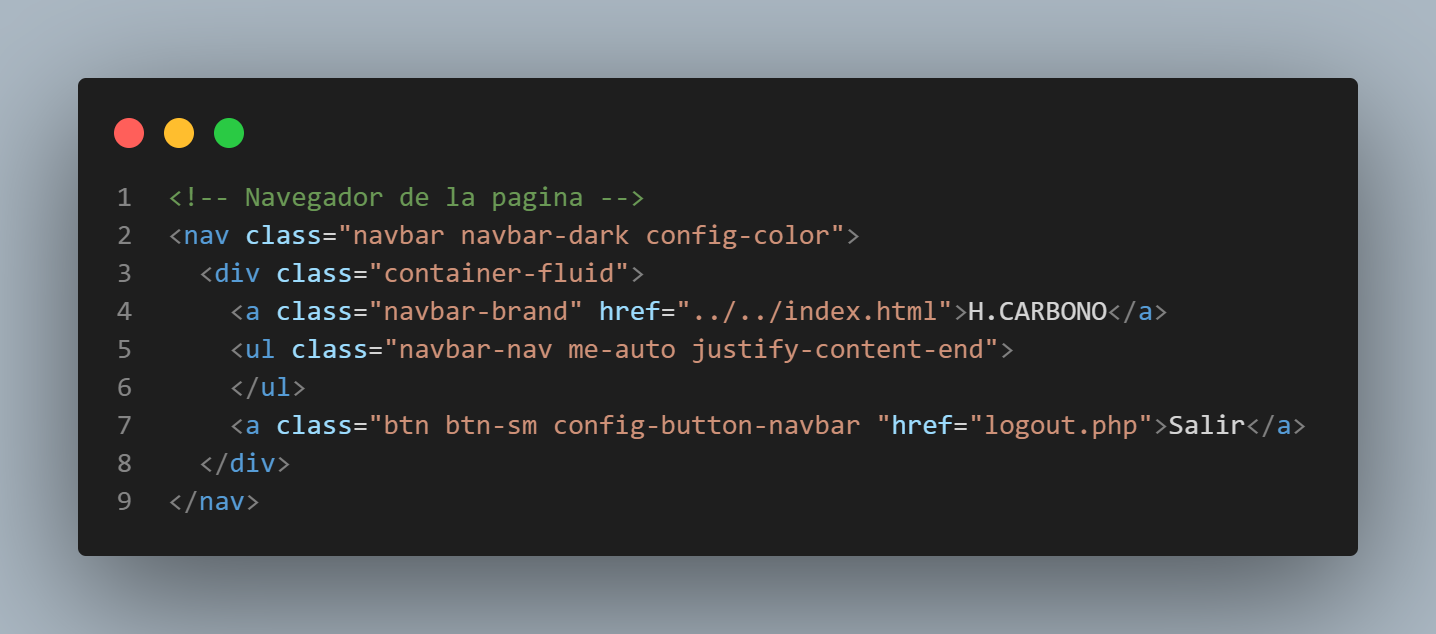 1 <!-- Navegador de la pagina -->
2 <nav class="navbar navbar-dark config-color">
3   <div class="container-fluid">
4     <a class="navbar-brand" href="../../index.html">H.CARBONO</a>
5     <ul class="navbar-nav me-auto justify-content-end">
6     </ul>
7     <a class="btn btn-sm config-button-navbar "href="logout.php">Salir</a>
8   </div>
9 </nav>